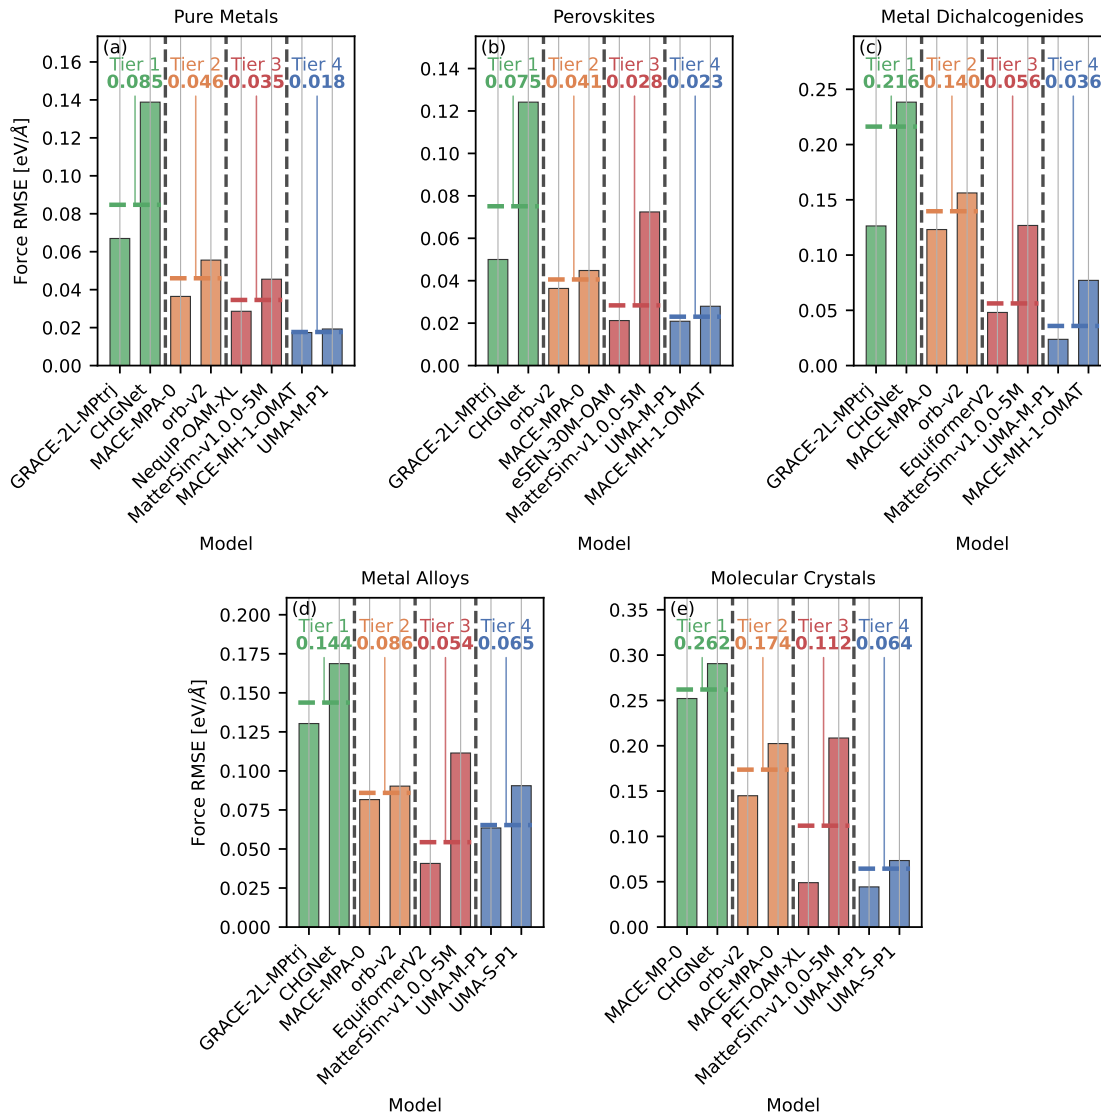 Pure Metals
(a)
Tier 1
0.085
Tier 2
0.046
Tier 3
0.035
Tier 4
0.018
Force RMSE [eV/Å]
0.16
0.14
0.12
0.10
0.08
0.06
0.04
0.02
0.00
GRACE-2L-MPtrj
CHGNet
MACE-MPA-0
orb-v2
NequIP-OAM-XL
MatterSim-v1.0.0-5M
MACE-MH-1-OMAT
UMA-M-P1
Model
Perovskites
(b)
Tier 1
0.075
Tier 2
0.041
Tier 3
0.028
Tier 4
0.023
0.14
0.12
0.10
0.08
0.06
0.04
0.02
0.00
GRACE-2L-MPtrj
CHGNet
orb-v2
MACE-MPA-0
eSEN-30M-OAM
MatterSim-v1.0.0-5M
UMA-M-P1
MACE-MH-1-OMAT
Model
Metal Dichalcogenides
(c)
Tier 1
0.216
Tier 2
0.140
Tier 3
0.056
Tier 4
0.036
0.25
0.20
0.15
0.10
0.05
0.00
GRACE-2L-MPtrj
CHGNet
MACE-MPA-0
orb-v2
EquiformerV2
MatterSim-v1.0.0-5M
UMA-M-P1
MACE-MH-1-OMAT
Model
Metal Alloys
(d)
Tier 1
0.144
Tier 2
0.086
Tier 3
0.054
Tier 4
0.065
Force RMSE [eV/Å]
0.200
0.175
0.150
0.125
0.100
0.075
0.050
0.025
0.000
GRACE-2L-MPtrj
CHGNet
MACE-MPA-0
orb-v2
EquiformerV2
MatterSim-v1.0.0-5M
UMA-M-P1
UMA-S-P1
Model
Molecular Crystals
(e)
Tier 1
0.262
Tier 2
0.174
Tier 3
0.112
Tier 4
0.064
0.35
0.30
0.25
0.20
0.15
0.10
0.05
0.00
MACE-MP-0
CHGNet
orb-v2
MACE-MPA-0
PET-OAM-XL
MatterSim-v1.0.0-5M
UMA-M-P1
UMA-S-P1
Model